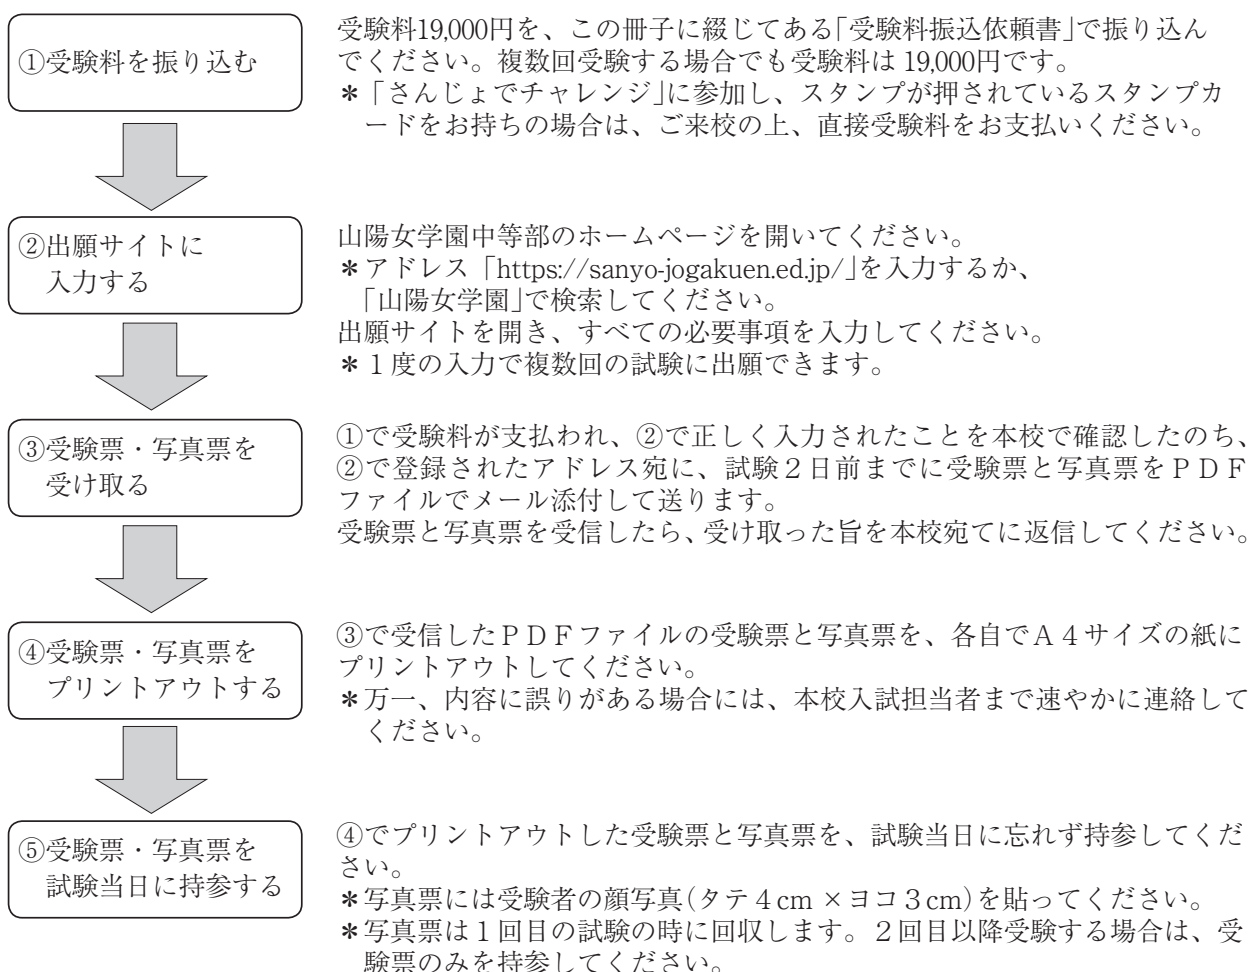 ①受験料を振り込む
受験料19,000円を、この冊子に綴じてある「受験料振込依頼書」で振り込ん
でください。複数回受験する場合でも受験料は 19,000円です。
＊「さんじょでチャレンジ」に参加し、スタンプが押されているスタンプカ
ードをお持ちの場合は、ご来校の上、直接受験料をお支払いください。
②出願サイトに
入力する
山陽女学園中等部のホームページを開いてください。
＊アドレス「https://sanyo-jogakuen.ed.jp/」を入力するか、
「山陽女学園」で検索してください。
出願サイトを開き、すべての必要事項を入力してください。
＊１度の入力で複数回の試験に出願できます。
③受験票・写真票を
受け取る
①で受験料が支払われ、②で正しく入力されたことを本校で確認したのち、
②で登録されたアドレス宛に、試験２日前までに受験票と写真票をＰＤＦ
ファイルでメール添付して送ります。
受験票と写真票を受信したら、受け取った旨を本校宛てに返信してください。
④受験票・写真票を
プリントアウトする
③で受信したＰＤＦファイルの受験票と写真票を、各自でＡ４サイズの紙に
プリントアウトしてください。
＊万一、内容に誤りがある場合には、本校入試担当者まで速やかに連絡して
ください。
⑤受験票・写真票を
試験当日に持参する
④でプリントアウトした受験票と写真票を、試験当日に忘れず持参してくだ
さい。
＊写真票には受験者の顔写真（タテ４cm ×ヨコ３cm）を貼ってください。
＊写真票は１回目の試験の時に回収します。２回目以降受験する場合は、受
験票のみを持参してください。